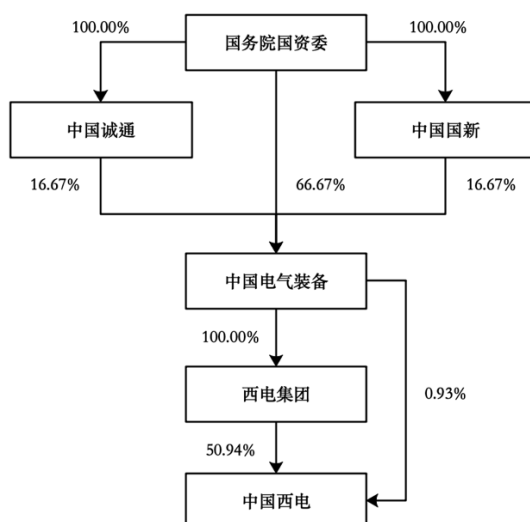 国务院国资委
100.00%
100.00%
中国诚通
中国国新
16.67%
66.67%
16.67%
中国电气装备
100.00%
西电集团
0.93%
50.94%
中国西电